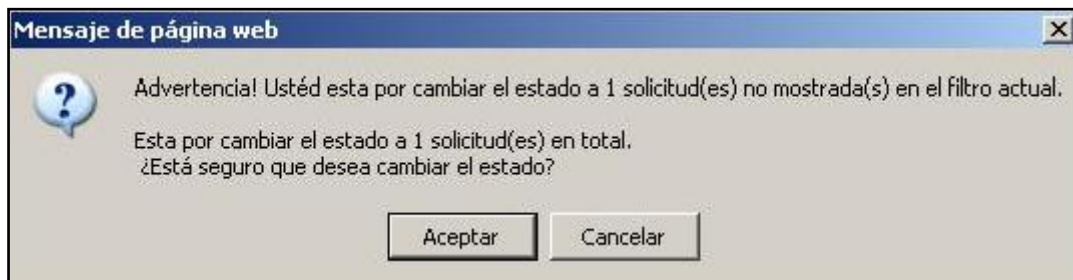 Mensaje de página web
Advertencia! Ustéd esta por cambiar el estado a 1 solicitud(es) no mostrada(s) en el filtro actual.
Esta por cambiar el estado a 1 solicitud(es) en total.
¿Está seguro que desea cambiar el estado?
Aceptar
Cancelar